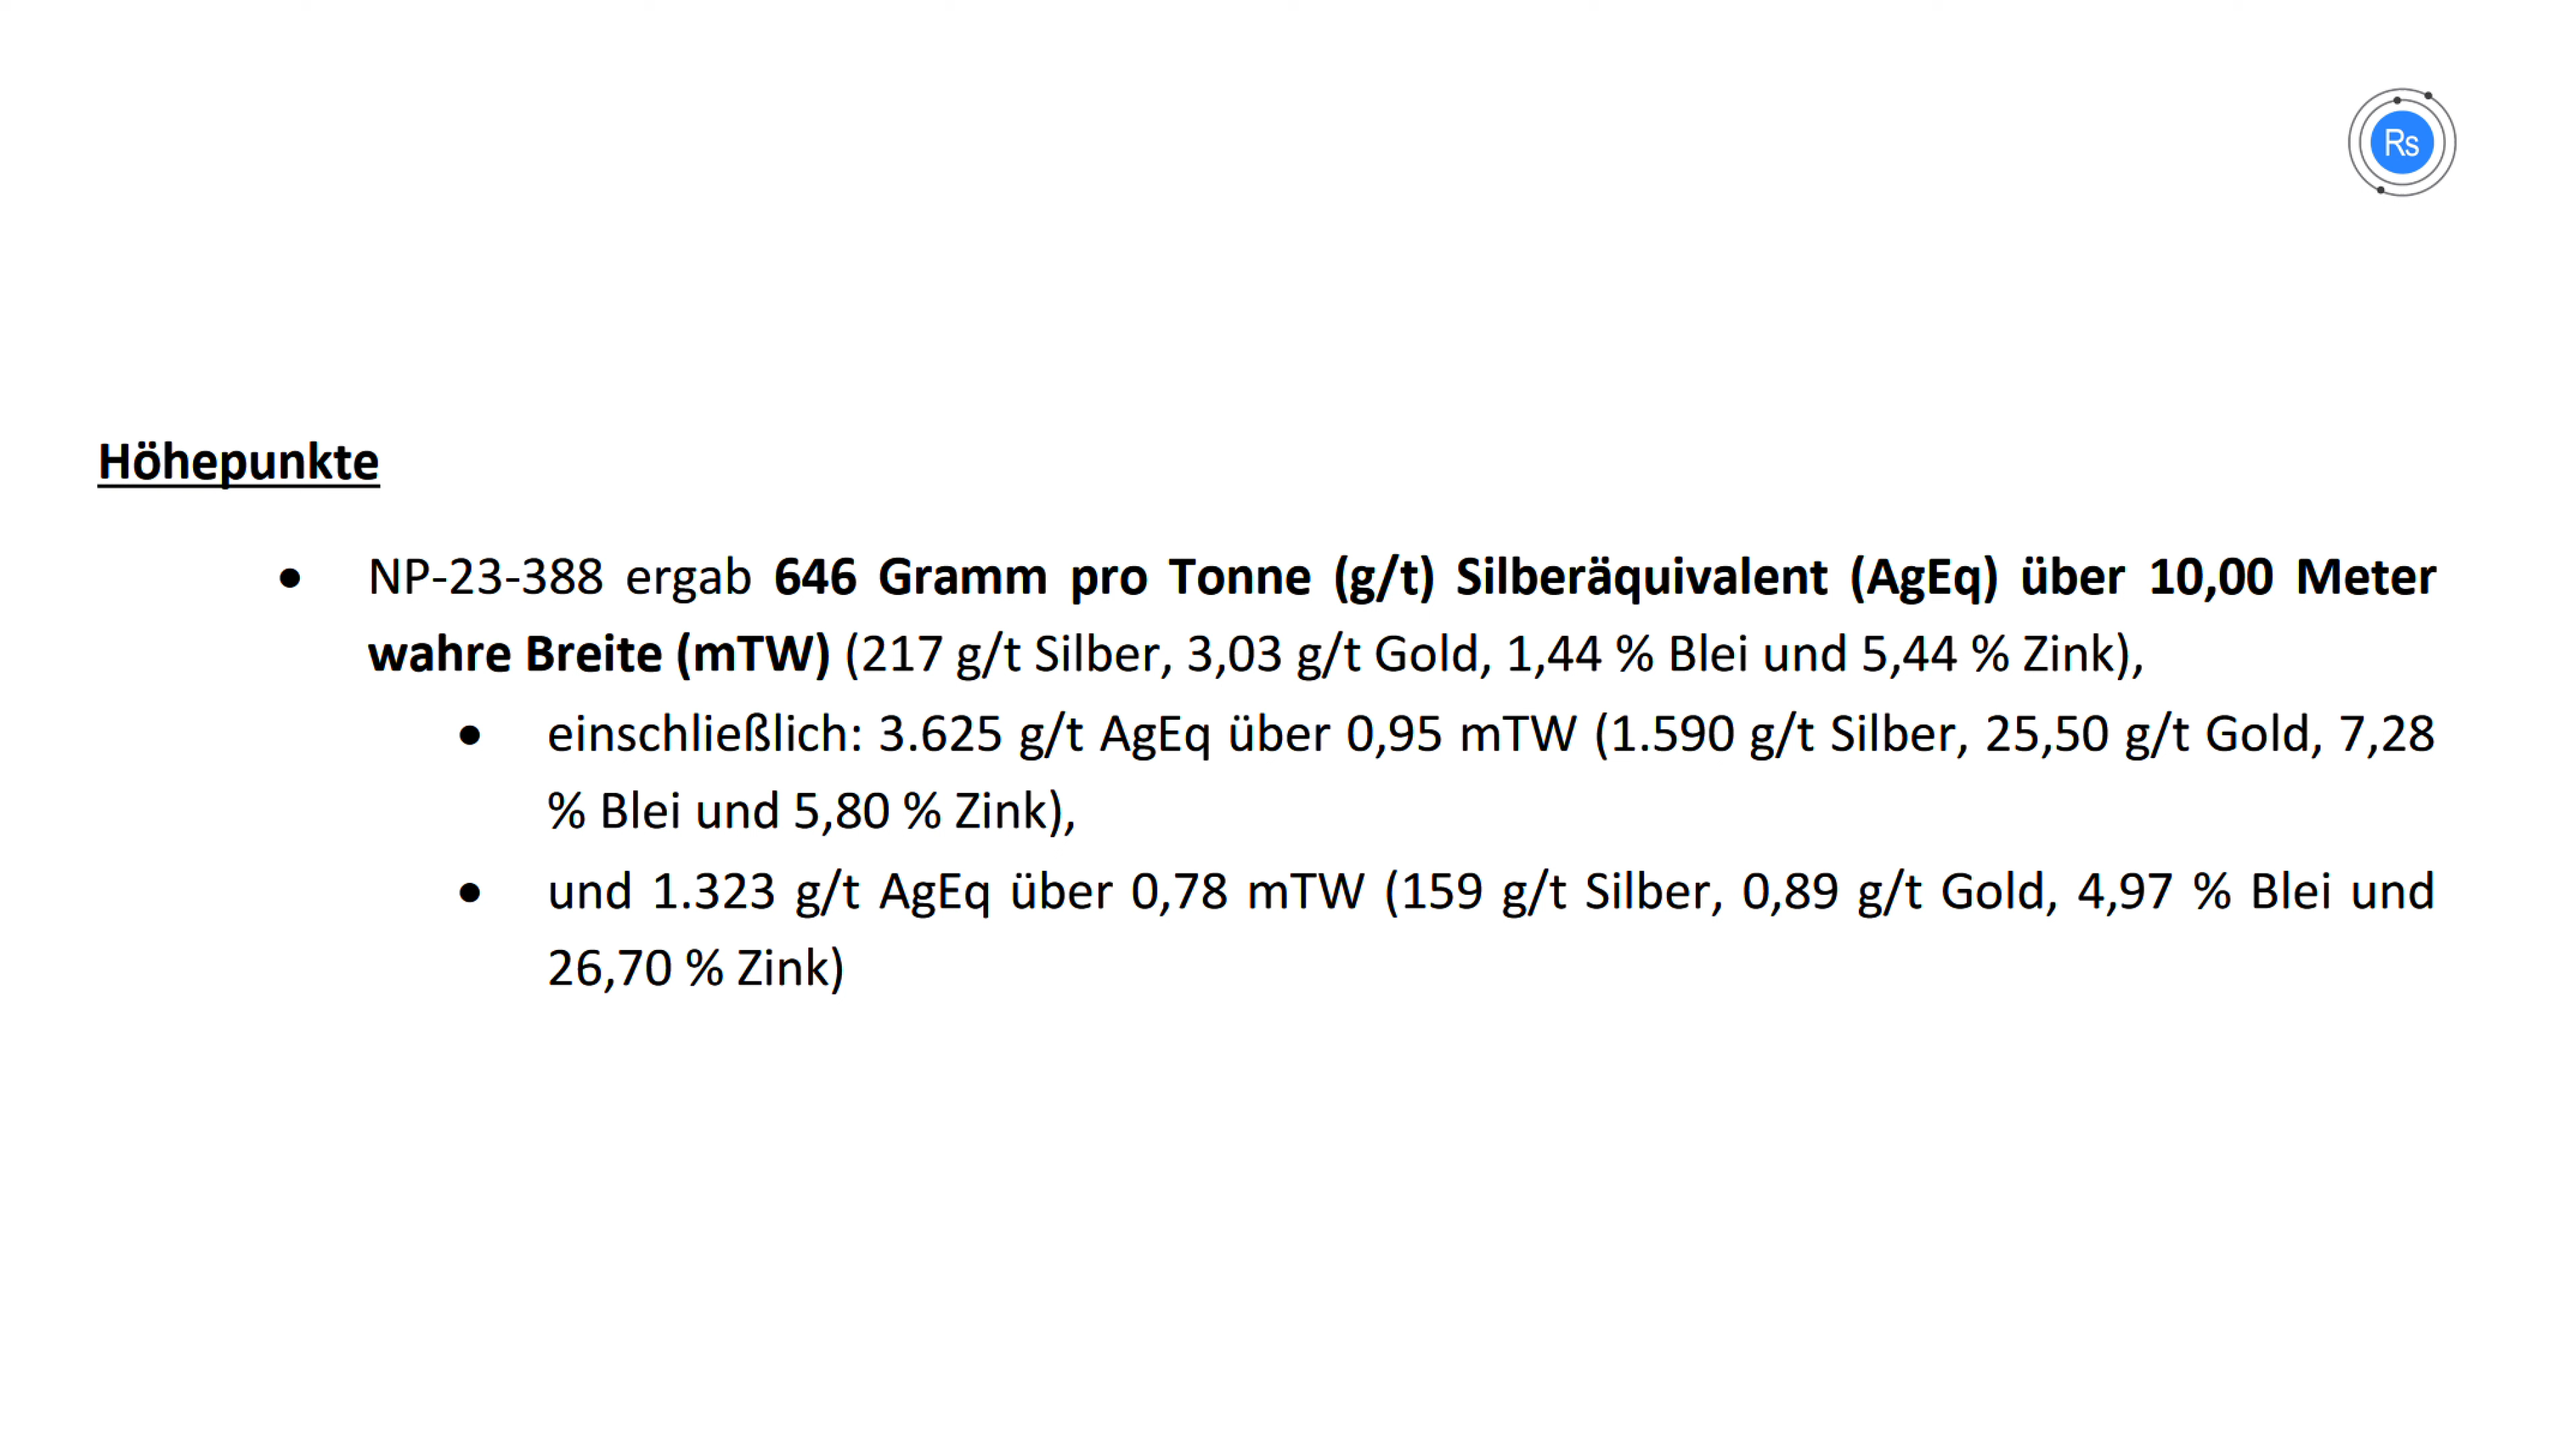 Rs
Höhepunkte
• NP-23-388 ergab 646 Gramm pro Tonne (g/t) Silberäquivalent (AgEq) über 10,00 Meter
wahre Breite (mTW) (217 g/t Silber, 3,03 g/t Gold, 1,44 % Blei und 5,44 % Zink),
• einschließlich: 3.625 g/t AgEq über 0,95 mTW (1.590 g/t Silber, 25,50 g/t Gold, 7,28
% Blei und 5,80 % Zink),
• und 1.323 g/t AgEq über 0,78 mTW (159 g/t Silber, 0,89 g/t Gold, 4,97 % Blei und
26,70 % Zink)